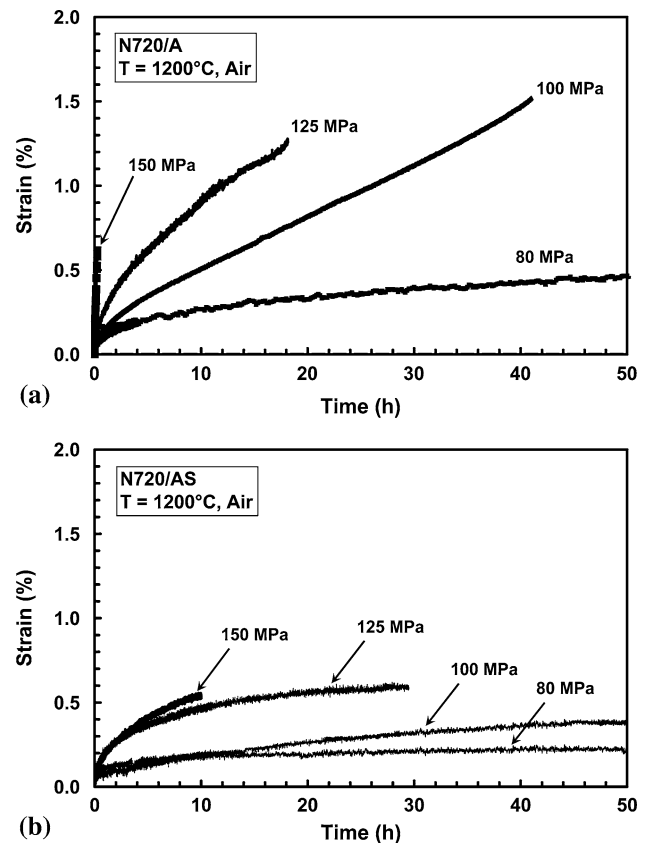 2.0
N720/A
T = 1200°C, Air
1.5
100 MPa
125 MPa
150 MPa
1.0
Strain (%)
0.5
80 MPa
0.0
0 10 20 30 40 50
(a)
Time (h)
2.0
N720/AS
T = 1200°C, Air
1.5
1.0
Strain (%)
150 MPa
125 MPa
100 MPa
80 MPa
0.5
0.0
0 10 20 30 40 50
(b)
Time (h)